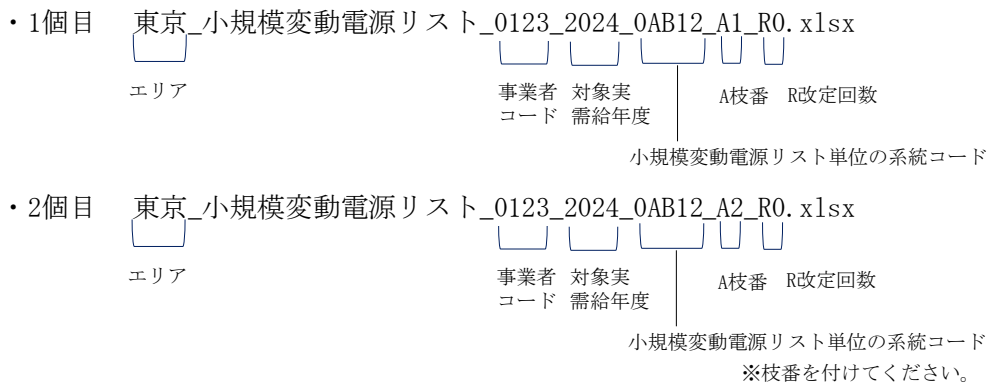 ・1個目 東京_小規模変動電源リスト_0123_2024_0AB12_A1_R0.xlsx
エリア 事業者コード 対象実需給年度 A枝番 R改定回数
小規模変動電源リスト単位の系統コード
・2個目 東京_小規模変動電源リスト_0123_2024_0AB12_A2_R0.xlsx
エリア 事業者コード 対象実需給年度 A枝番 R改定回数
小規模変動電源リスト単位の系統コード
※枝番を付けてください。